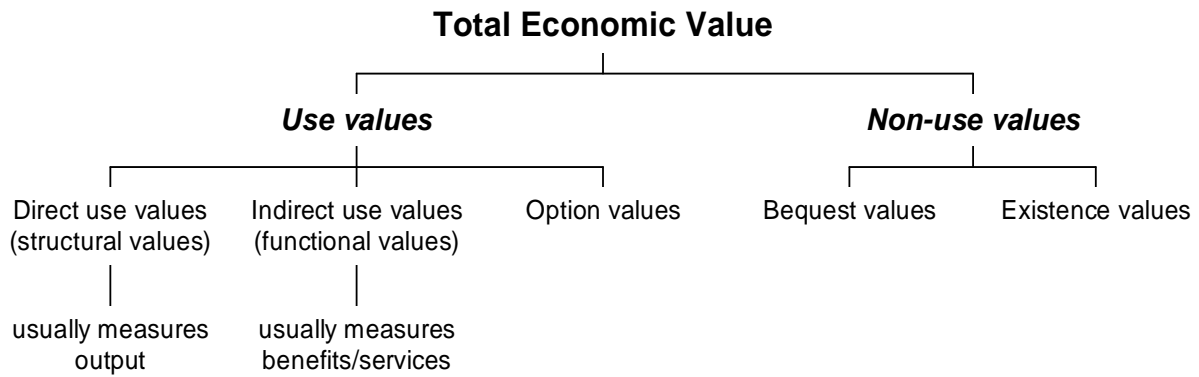 Total Economic Value
Use values
Non-use values
Direct use values
(structural values)
Indirect use values
(functional values)
Option values
Bequest values
Existence values
usually measures
output
usually measures
benefits/services